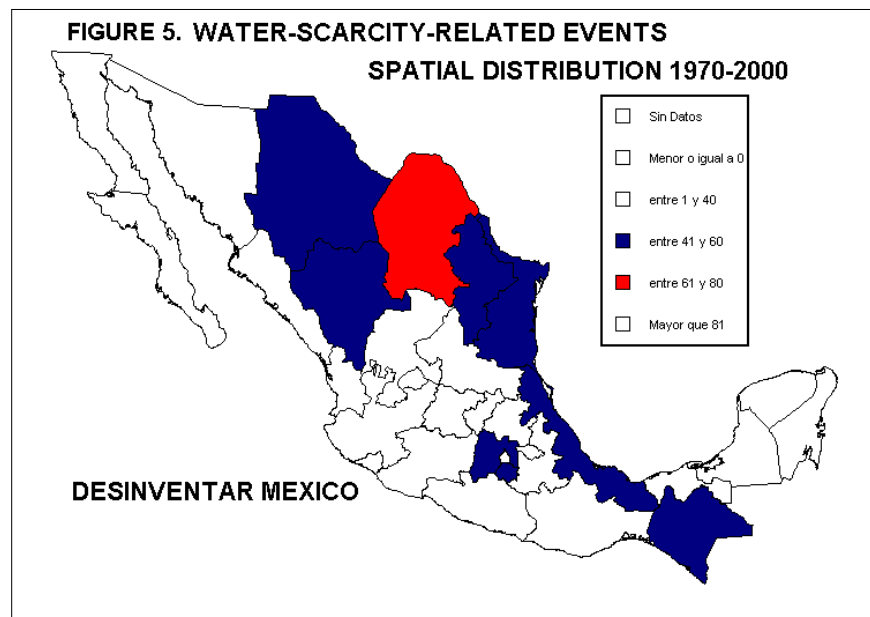 FIGURE 5. WATER-SCARCITY-RELATED EVENTS
SPATIAL DISTRIBUTION 1970-2000
Sin Datos
Menor o igual a 0
entre 1 y 40
entre 41 y 60
entre 61 y 80
Mayor que 81
DESINVENTAR MEXICO